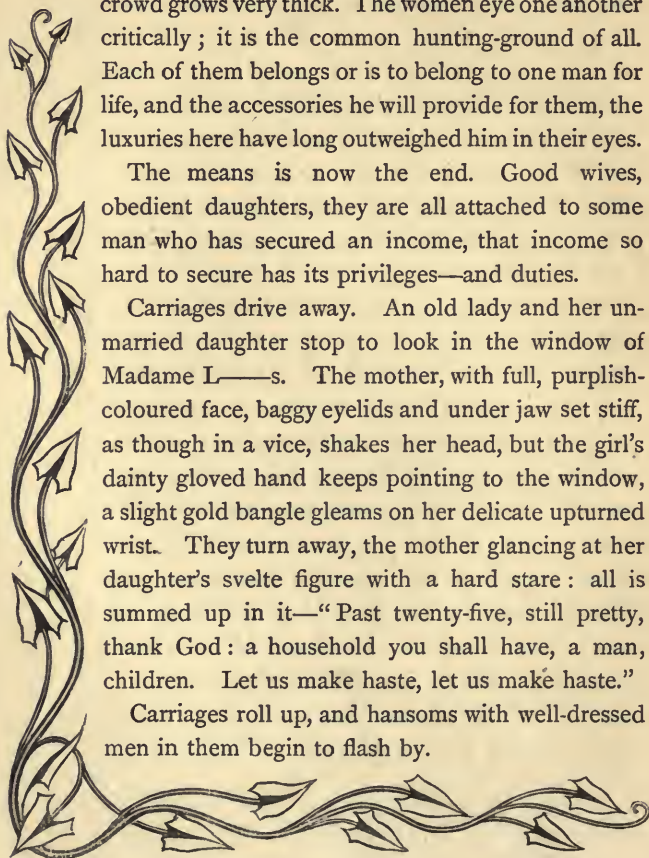 crowd grows very thick. The women eye one another
critically; it is the common hunting-ground of all.
Each of them belongs or is to belong to one man for
life, and the accessories he will provide for them, the
luxuries here have long outweighed him in their eyes.
The means is now the end. Good wives,
obedient daughters, they are all attached to some
man who has secured an income, that income so
hard to secure has its privileges—and duties.
Carriages drive away. An old lady and her un-
married daughter stop to look in the window of
Madame L——s. The mother, with full, purplish-
coloured face, baggy eyelids and under jaw set stiff,
as though in a vice, shakes her head, but the girl's
dainty gloved hand keeps pointing to the window,
a slight gold bangle gleams on her delicate upturned
wrist. They turn away, the mother glancing at her
daughter's svelte figure with a hard stare: all is
summed up in it—“Past twenty-five, still pretty,
thank God: a household you shall have, a man,
children. Let us make haste, let us make haste.”
Carriages roll up, and hansoms with well-dressed
men in them begin to flash by.